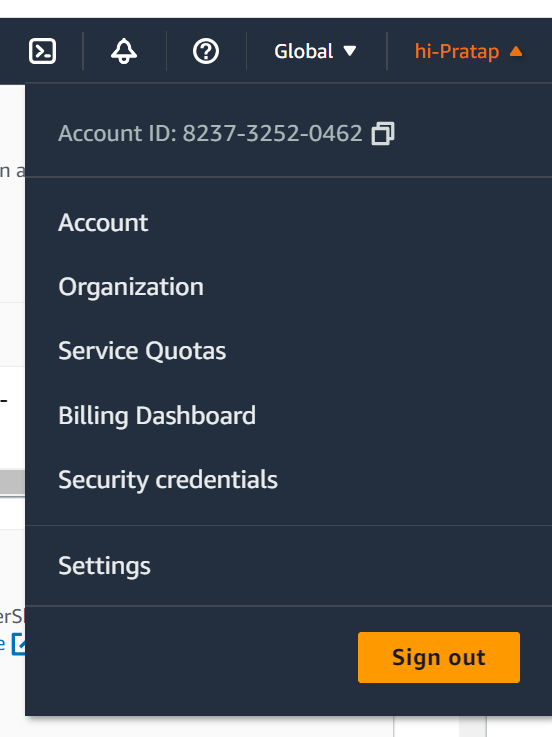 Global ▼ hi-Pratap ▲
Account ID: 8237-3252-0462
n a
Account
Organization
Service Quotas
-
Billing Dashboard
Security credentials
Settings
erS
e
Sign out